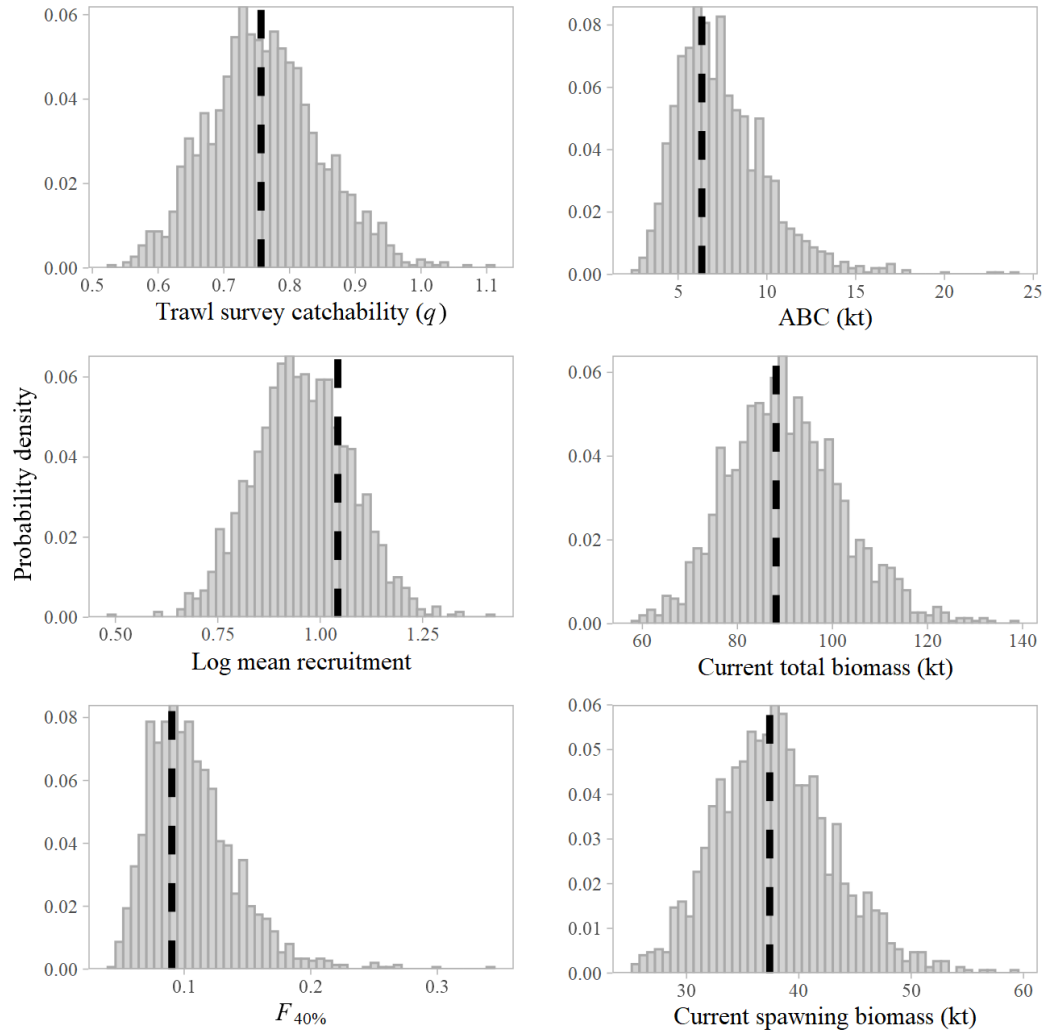 0.06
0.04
0.02
0.00
0.5 0.6 0.7 0.8 0.9 1.0 1.1
Trawl survey catchability (q)
0.08
0.06
0.04
0.02
0.00
5 10 15 20 25
ABC (kt)
Probability density
0.06
0.04
0.02
0.00
0.50 0.75 1.00 1.25
Log mean recruitment
0.06
0.04
0.02
0.00
60 80 100 120 140
Current total biomass (kt)
0.08
0.06
0.04
0.02
0.00
0.1 0.2 0.3
F 40%
0.06
0.05
0.04
0.03
0.02
0.01
0.00
30 40 50 60
Current spawning biomass (kt)